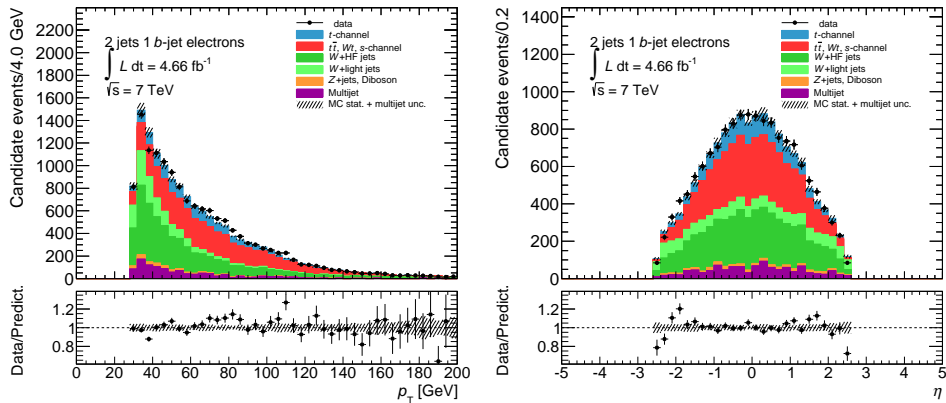 Candidate events/4.0 GeV
2200
2000
1800
1600
1400
1200
1000
800
600
400
200
0
2 jets 1 b-jet electrons
∫ L dt = 4.66 fb⁻¹
√s = 7 TeV
data
t-channel
tt̄, Wt, s-channel
W+HF jets
W+light jets
Z+jets, Diboson
Multijet
MC stat. + multijet unc.
Data/Predict.
1.2
1
0.8
0 20 40 60 80 100 120 140 160 180 200
p_T [GeV]
Candidate events/0.2
1400
1200
1000
800
600
400
200
0
2 jets 1 b-jet electrons
∫ L dt = 4.66 fb⁻¹
√s = 7 TeV
data
t-channel
tt̄, Wt, s-channel
W+HF jets
W+light jets
Z+jets, Diboson
Multijet
MC stat. + multijet unc.
Data/Predict.
1.2
1
0.8
-5 -4 -3 -2 -1 0 1 2 3 4 5
η